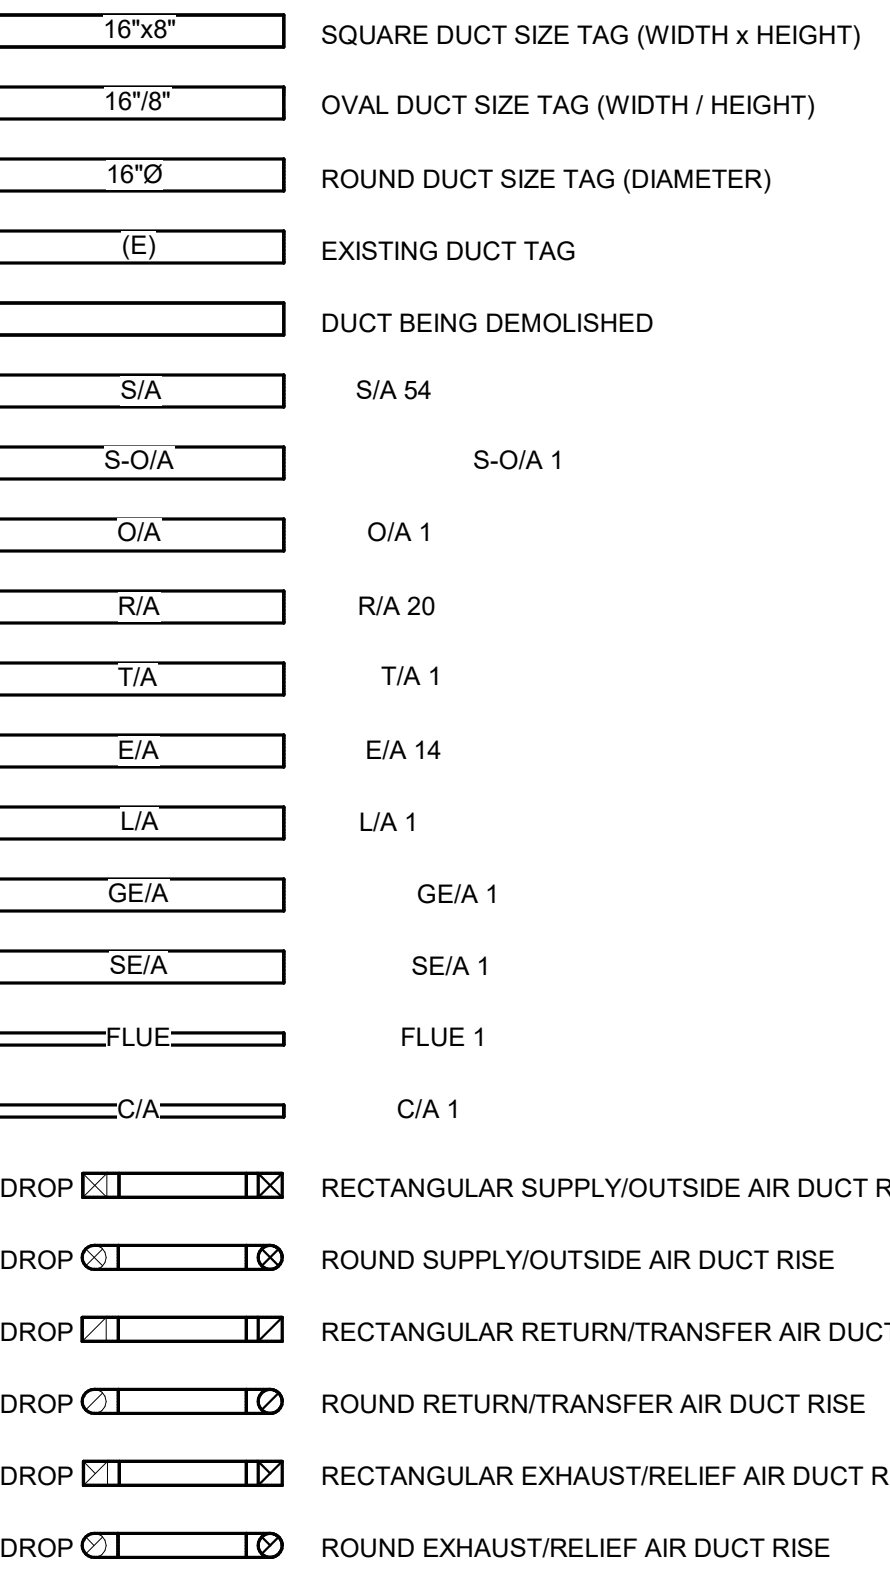 16"x8" SQUARE DUCT SIZE TAG (WIDTH x HEIGHT)
16"/8" OVAL DUCT SIZE TAG (WIDTH / HEIGHT)
16"Ø ROUND DUCT SIZE TAG (DIAMETER)
(E) EXISTING DUCT TAG
DUCT BEING DEMOLISHED
S/A S/A 54
S-O/A S-O/A 1
O/A O/A 1
R/A R/A 20
T/A T/A 1
E/A E/A 14
L/A L/A 1
GE/A GE/A 1
SE/A SE/A 1
FLUE FLUE 1
C/A C/A 1
DROP RECTANGULAR SUPPLY/OUTSIDE AIR DUCT R
DROP ROUND SUPPLY/OUTSIDE AIR DUCT RISE
DROP RECTANGULAR RETURN/TRANSFER AIR DUCT
DROP ROUND RETURN/TRANSFER AIR DUCT RISE
DROP RECTANGULAR EXHAUST/RELIEF AIR DUCT R
DROP ROUND EXHAUST/RELIEF AIR DUCT RISE